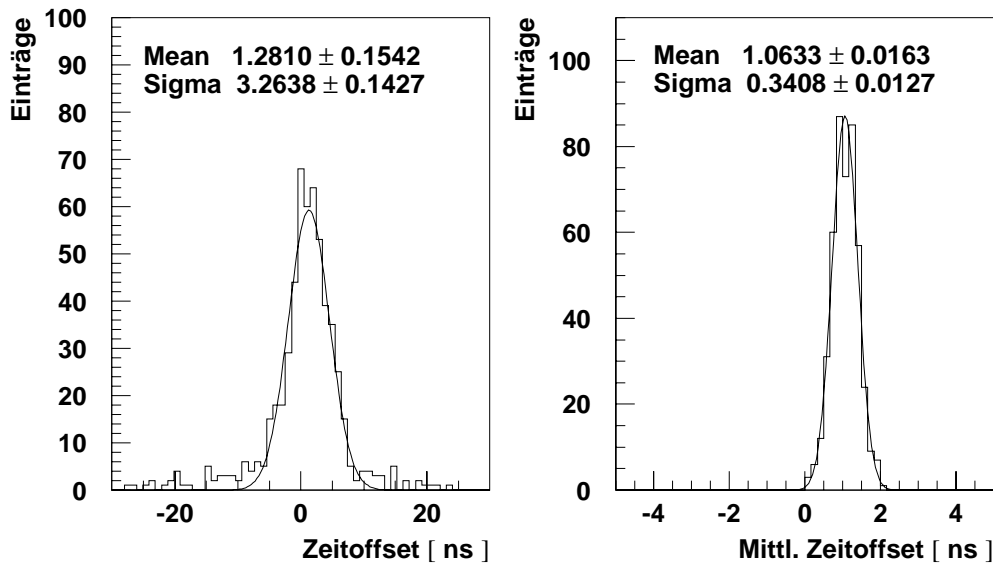 Einträge
100
90
80
70
60
50
40
30
20
10
0
Mean 1.2810 ± 0.1542
Sigma 3.2638 ± 0.1427
-20 0 20
Zeitoffset [ ns ]
Einträge
100
80
60
40
20
0
Mean 1.0633 ± 0.0163
Sigma 0.3408 ± 0.0127
-4 -2 0 2 4
Mittl. Zeitoffset [ ns ]